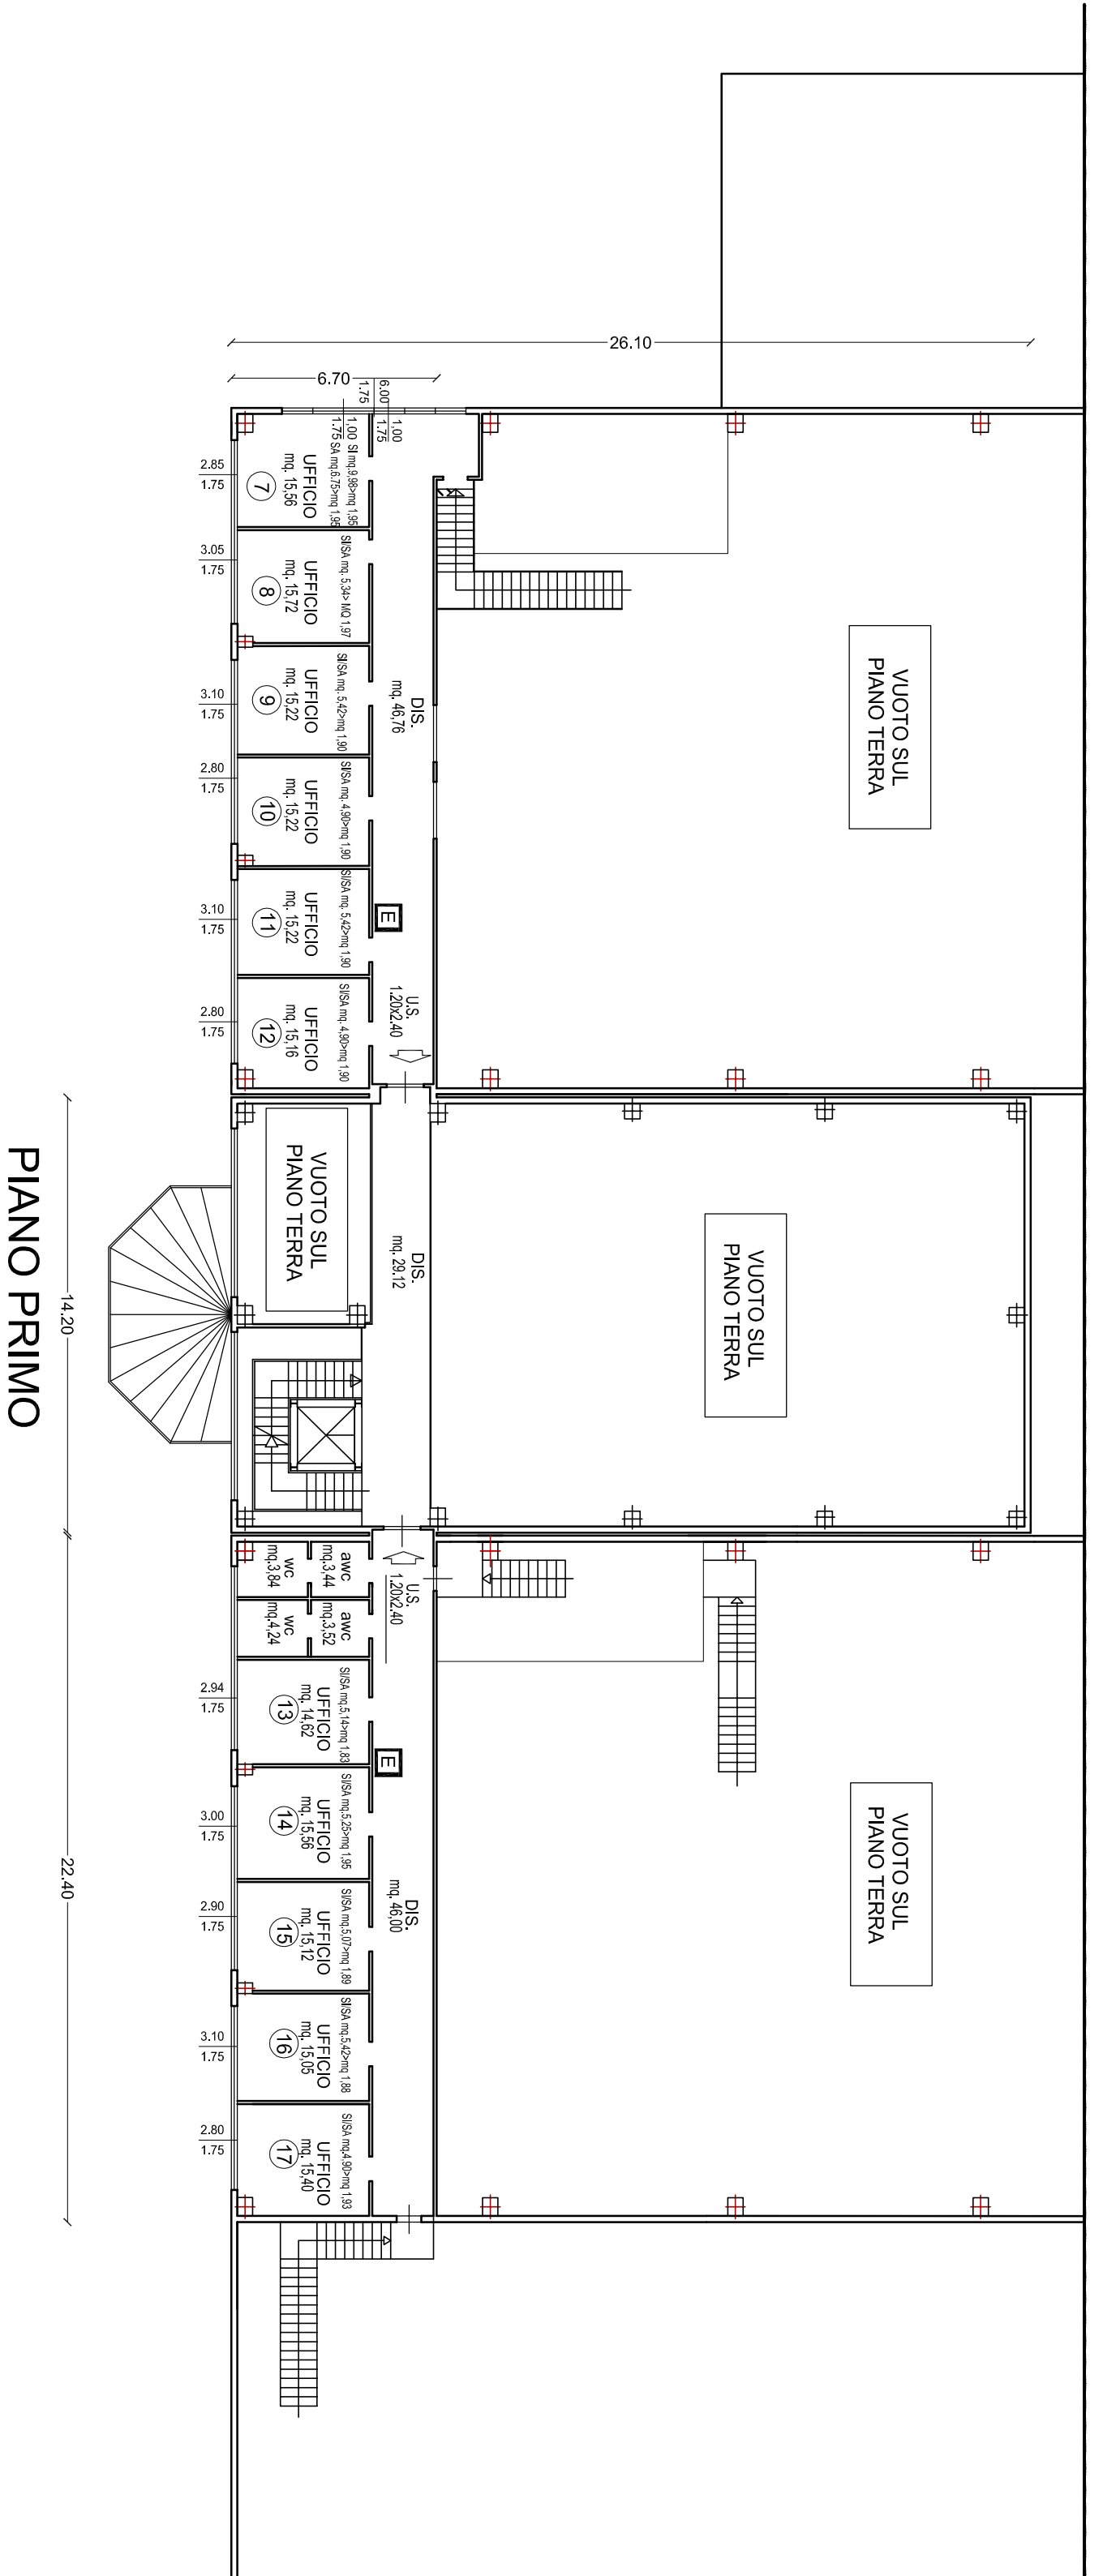 26.10
6.70
6.00
1.75
1,00
1.75
1,00 SI mq.9,98>mq 1,95
1.75 SA mq.6.75>mq 1,95
UFFICIO
mq. 15,56
7
2.85
1.75
SI/SA mq. 5,34> MQ 1,97
UFFICIO
mq. 15,72
8
3.05
1.75
SI/SA mq. 5,42>mq 1,90
UFFICIO
mq. 15,22
9
3.10
1.75
SI/SA mq. 4,90>mq 1,90
UFFICIO
mq. 15,22
10
2.80
1.75
SI/SA mq. 5,42>mq 1,90
UFFICIO
mq. 15,22
11
3.10
1.75
SI/SA mq. 4,90>mq 1,90
UFFICIO
mq. 15,16
12
2.80
1.75
DIS.
mq. 46,76
E
U.S.
1.20x2.40
VUOTO SUL
PIANO TERRA
VUOTO SUL
PIANO TERRA
DIS.
mq. 29.12
VUOTO SUL
PIANO TERRA
14.20
PIANO PRIMO
awc
mq.3,44
wc
mq.3,84
awc
mq.3,52
wc
mq.4,24
U.S.
1.20x2.40
SI/SA mq.5,14>mq 1,83
UFFICIO
mq. 14,62
13
2.94
1.75
E
SI/SA mq.5,25>mq 1,95
UFFICIO
mq. 15,56
14
3.00
1.75
SI/SA mq.5,07>mq 1,89
UFFICIO
mq. 15,12
15
2.90
1.75
SI/SA mq.5,42>mq 1,88
UFFICIO
mq. 15,05
16
3.10
1.75
SI/SA mq.4,90>mq 1,93
UFFICIO
mq. 15,40
17
2.80
1.75
DIS.
mq. 46,00
VUOTO SUL
PIANO TERRA
22.40